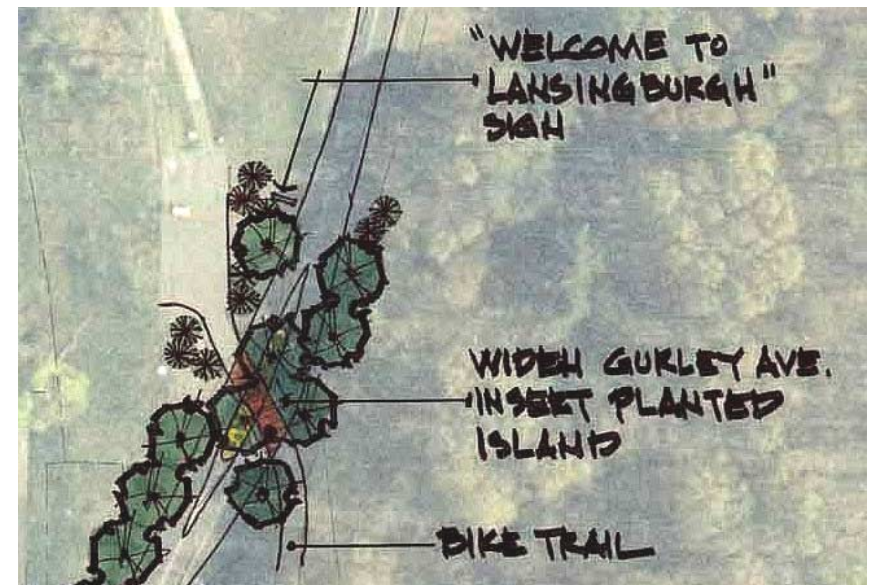 "WELCOME TO
LANSINGBURGH"
SIGN
WIDEN GURLEY AVE.
INSERT PLANTED
ISLAND
BIKE TRAIL